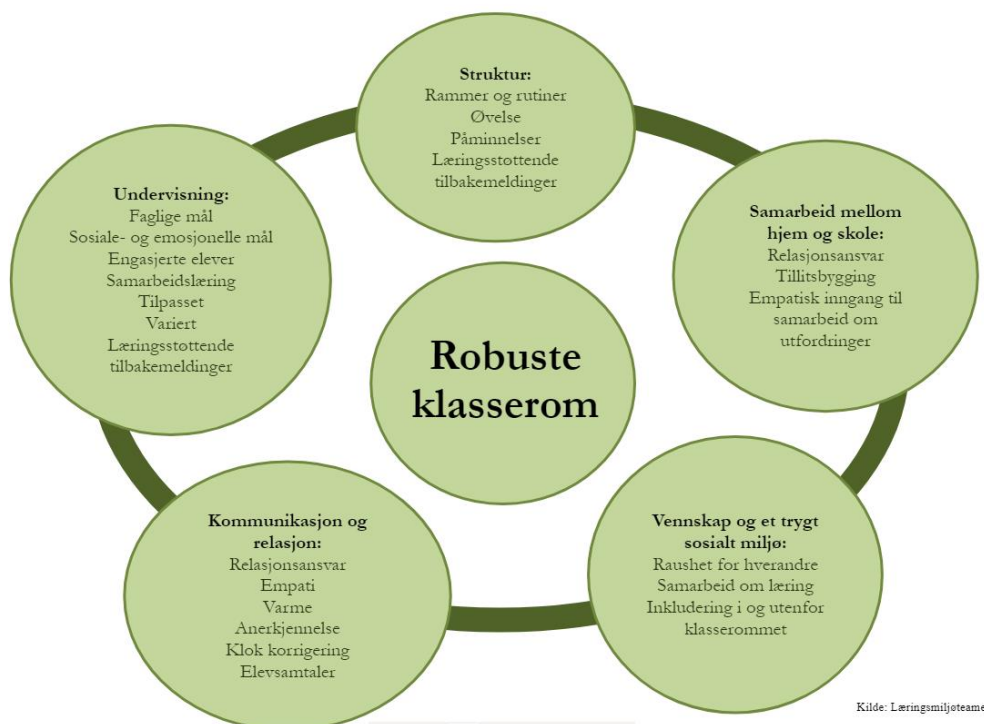 Struktur:
Rammer og rutiner
Øvelse
Påminnelser
Læringsstøttende
tilbakemeldinger
Samarbeid mellom
hjem og skole:
Relasjonsansvar
Tillitsbygging
Empatisk inngang til
samarbeid om
utfordringer
Vennskap og et trygt
sosialt miljø:
Raushet for hverandre
Samarbeid om læring
Inkludering i og utenfor
klasserommet
Kommunikasjon og
relasjon:
Relasjonsansvar
Empati
Varme
Anerkjennelse
Klok korrigering
Elevsamtaler
Undervisning:
Faglige mål
Sosiale- og emosjonelle mål
Engasjerte elever
Samarbeidslæring
Tilpasset
Variert
Læringsstøttende
tilbakemeldinger
Robuste
klasserom
Kilde: Læringsmiljøteame